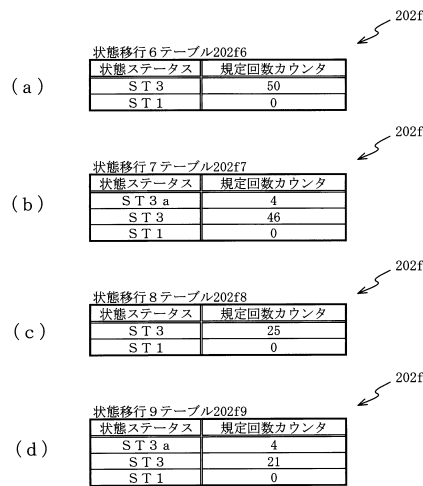 202f
状態移行6テーブル202f6
状態ステータス 規定回数カウンタ
(a)
ST3 50
ST1 0
202f
状態移行7テーブル202f7
状態ステータス 規定回数カウンタ
(b)
ST3a 4
ST3 46
ST1 0
202f
状態移行8テーブル202f8
状態ステータス 規定回数カウンタ
(c)
ST3 25
ST1 0
202f
状態移行9テーブル202f9
状態ステータス 規定回数カウンタ
(d)
ST3a 4
ST3 21
ST1 0